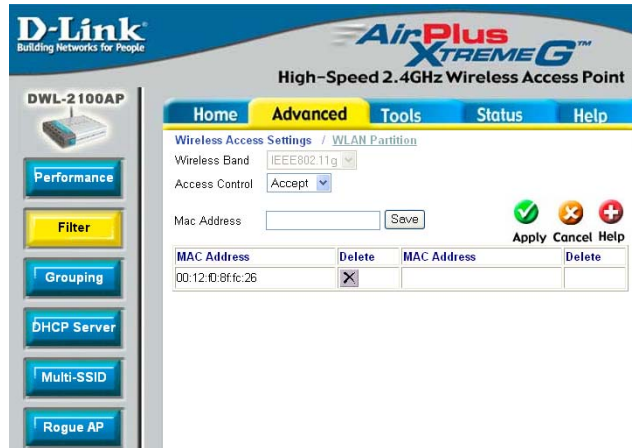 D-Link
Building Networks for People
AirPlus
XTREME G™
High-Speed 2.4GHz Wireless Access Point
DWL-2100AP
Home Advanced Tools Status Help
Wireless Access Settings / WLAN Partition
Wireless Band IEEE802.11g
Access Control Accept
Mac Address Save
Apply Cancel Help
MAC Address Delete MAC Address Delete
00:12:f0:8f:fc:26
Performance
Filter
Grouping
DHCP Server
Multi-SSID
Rogue AP